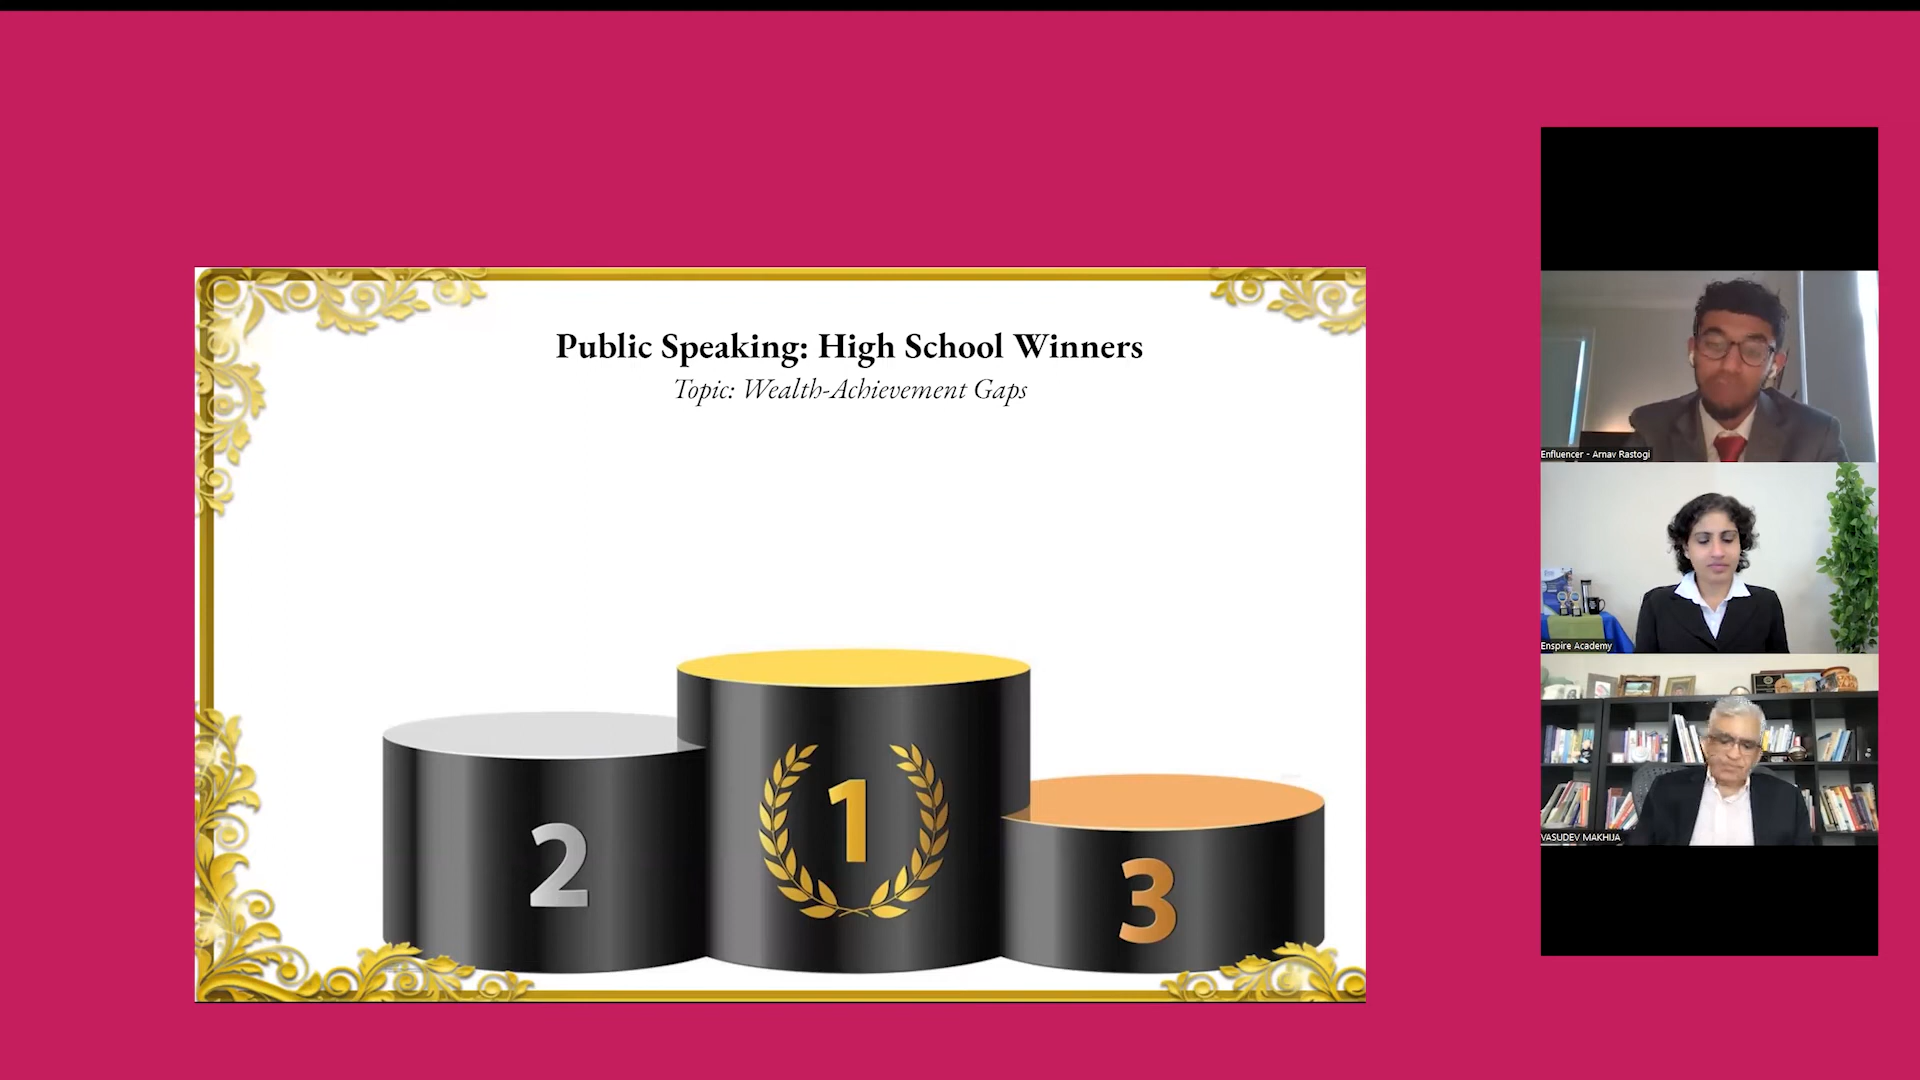 Public Speaking: High School Winners
Topic: Wealth-Achievement Gaps
2
1
3
Enfluencer - Arnav Rastogi
Enspire Academy
VASUDEV MAKHIJA